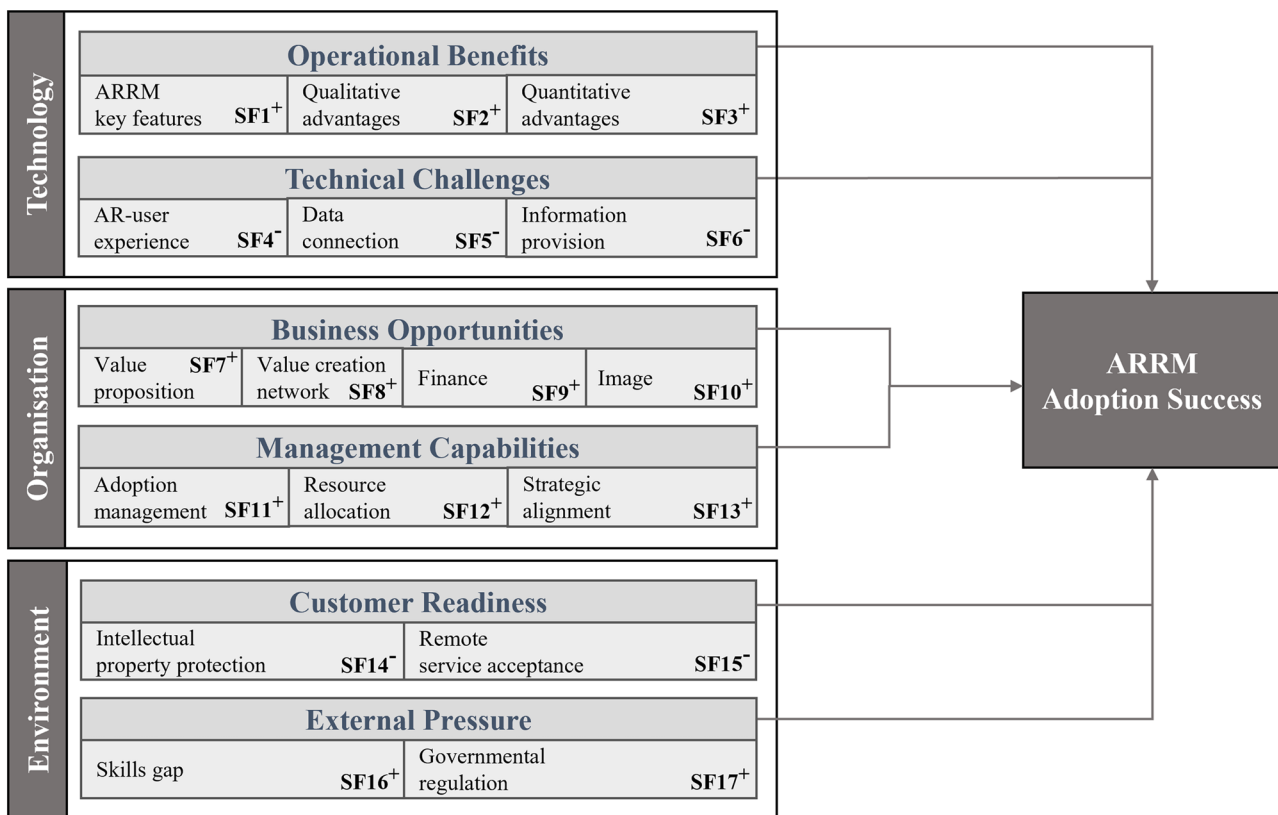 Technology
Operational Benefits
ARRM
key features SF1+
Qualitative
advantages SF2+
Quantitative
advantages SF3+
Technical Challenges
AR-user
experience SF4-
Data
connection SF5-
Information
provision SF6-
Organisation
Business Opportunities
Value SF7+
proposition
Value creation
network SF8+
Finance SF9+
Image SF10+
Management Capabilities
Adoption
management SF11+
Resource
allocation SF12+
Strategic
alignment SF13+
Environment
Customer Readiness
Intellectual
property protection SF14-
Remote
service acceptance SF15-
External Pressure
Skills gap SF16+
Governmental
regulation SF17+
ARRM
Adoption Success